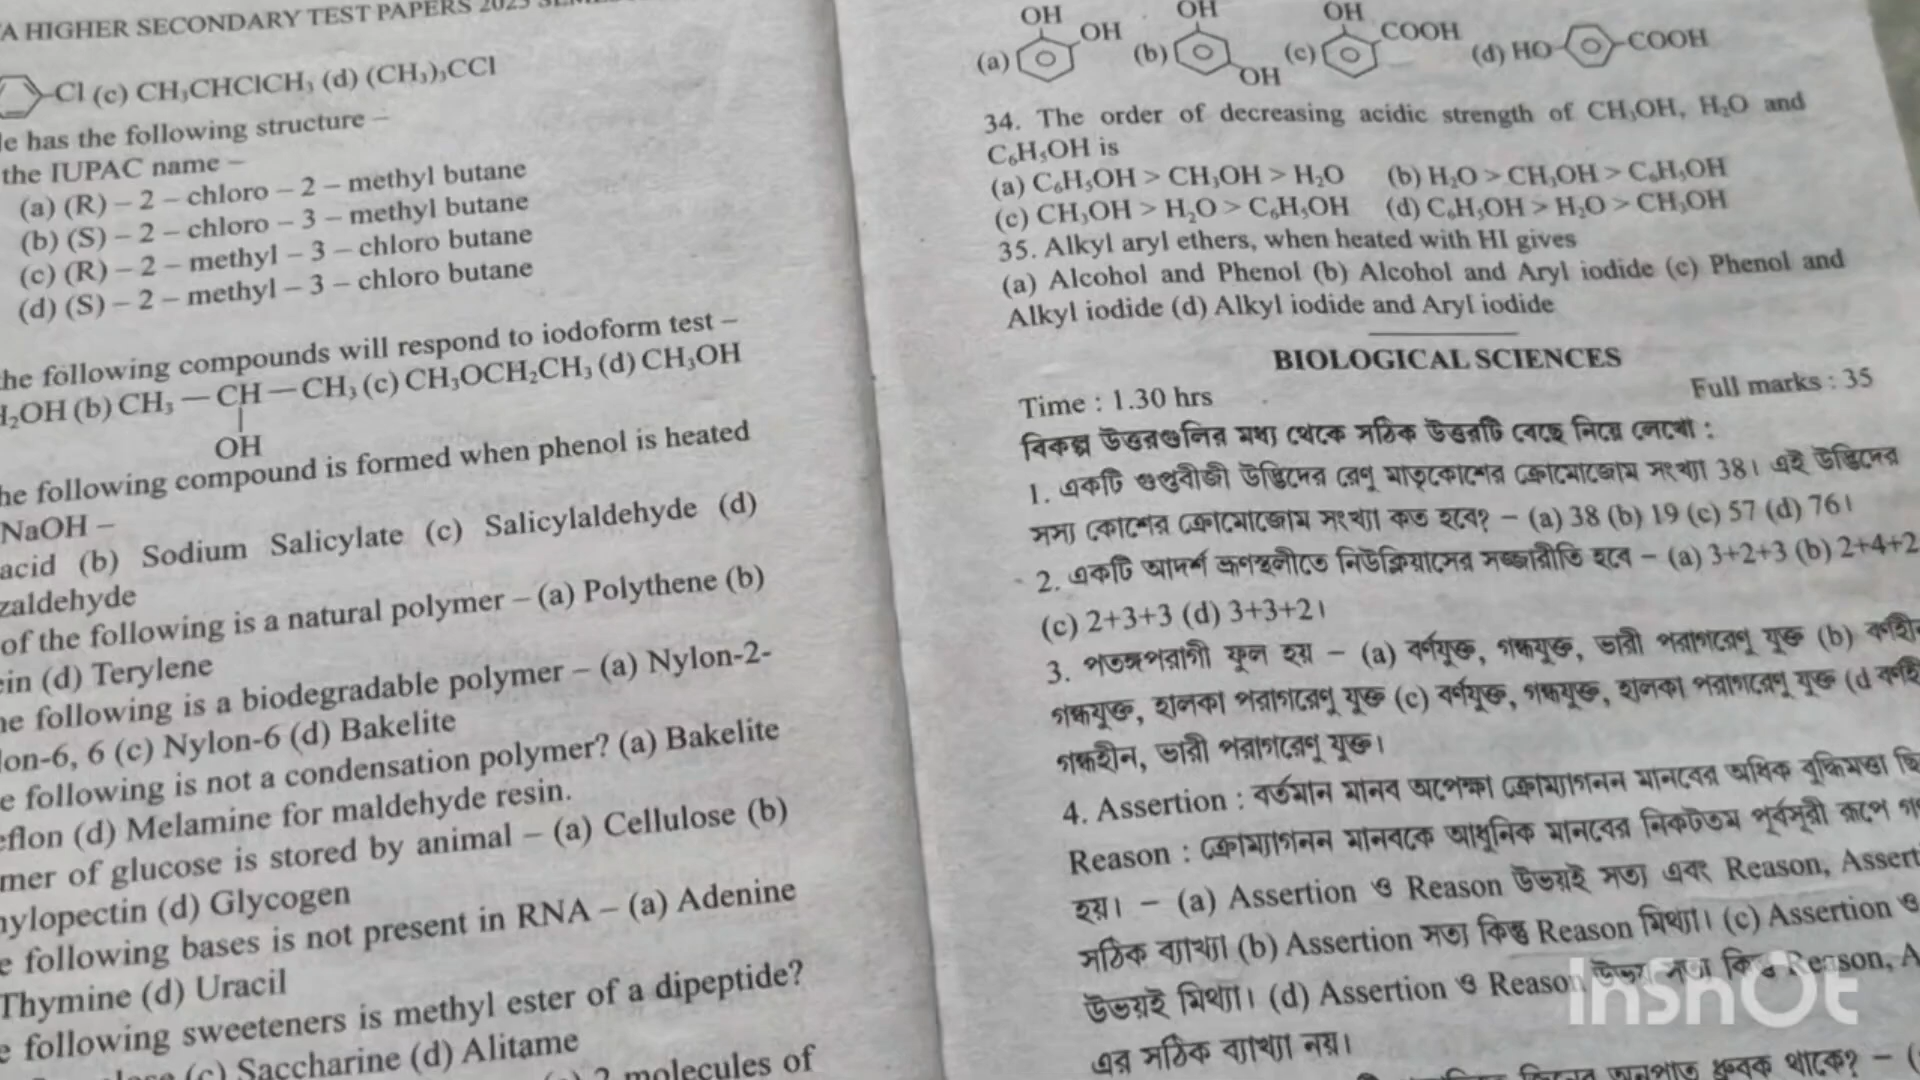 A HIGHER SECONDARY TEST PAPERS 2025
Cl (c) CH₃CHClCH₃ (d) (CH₃)₃CCl
le has the following structure –
the IUPAC name –
(a) (R) – 2 – chloro – 2 – methyl butane
(b) (S) – 2 – chloro – 3 – methyl butane
(c) (R) – 2 – methyl – 3 – chloro butane
(d) (S) – 2 – methyl – 3 – chloro butane
he following compounds will respond to iodoform test –
H₂OH (b) CH₃ – CH – CH₃ (c) CH₃OCH₂CH₃ (d) CH₃OH
OH
he following compound is formed when phenol is heated
NaOH –
acid (b) Sodium Salicylate (c) Salicylaldehyde (d)
zaldehyde
of the following is a natural polymer – (a) Polythene (b)
ein (d) Terylene
he following is a biodegradable polymer – (a) Nylon-2-
lon-6, 6 (c) Nylon-6 (d) Bakelite
e following is not a condensation polymer? (a) Bakelite
eflon (d) Melamine for maldehyde resin.
mer of glucose is stored by animal – (a) Cellulose (b)
ylopectin (d) Glycogen
e following bases is not present in RNA – (a) Adenine
Thymine (d) Uracil
e following sweeteners is methyl ester of a dipeptide?
(c) Saccharine (d) Alitame
2 molecules of
OH OH OH
(a) OH (b) OH (c) COOH (d) HO COOH
34. The order of decreasing acidic strength of CH₃OH, H₂O and
C₆H₅OH is
(a) C₆H₅OH > CH₃OH > H₂O (b) H₂O > CH₃OH > C₆H₅OH
(c) CH₃OH > H₂O > C₆H₅OH (d) C₆H₅OH > H₂O > CH₃OH
35. Alkyl aryl ethers, when heated with HI gives
(a) Alcohol and Phenol (b) Alcohol and Aryl iodide (c) Phenol and
Alkyl iodide (d) Alkyl iodide and Aryl iodide
BIOLOGICAL SCIENCES
Time : 1.30 hrs Full marks : 35
বিকল্প উত্তরগুলির মধ্য থেকে সঠিক উত্তরটি বেছে নিয়ে লেখো :
1. একটি গুপ্তবীজী উদ্ভিদের রেণু মাতৃকোশের ক্রোমোজোম সংখ্যা 38। এই উদ্ভিদের
সস্য কোশের ক্রোমোজোম সংখ্যা কত হবে? – (a) 38 (b) 19 (c) 57 (d) 76।
2. একটি আদর্শ ভ্রূণস্থলীতে নিউক্লিয়াসের সজ্জারীতি হবে – (a) 3+2+3 (b) 2+4+2
(c) 2+3+3 (d) 3+3+2।
3. পতঙ্গপরাগী ফুল হয় – (a) বর্ণযুক্ত, গন্ধযুক্ত, ভারী পরাগরেণু যুক্ত (b)
গন্ধযুক্ত, হালকা পরাগরেণু যুক্ত (c) বর্ণযুক্ত, গন্ধযুক্ত, হালকা পরাগরেণু যুক্ত (d
গন্ধহীন, ভারী পরাগরেণু যুক্ত।
4. Assertion : বর্তমান মানব অপেক্ষা ক্রোম্যাগনন মানবের অধিক বুদ্ধিমত্তা ছি
Reason : ক্রোম্যাগনন মানবকে আধুনিক মানবের নিকটতম পূর্বসূরী রূপে
হয়। – (a) Assertion ও Reason উভয়ই সত্য এবং Reason, Assert
সঠিক ব্যাখ্যা (b) Assertion সত্য কিন্তু Reason মিথ্যা। (c) Assertion ও
উভয়ই মিথ্যা। (d) Assertion ও Reason উভয়ই সত্য কিন্তু Reason, A
এর সঠিক ব্যাখ্যা নয়।
অনুপাত ধ্রুবক থাকে? –
InShOt